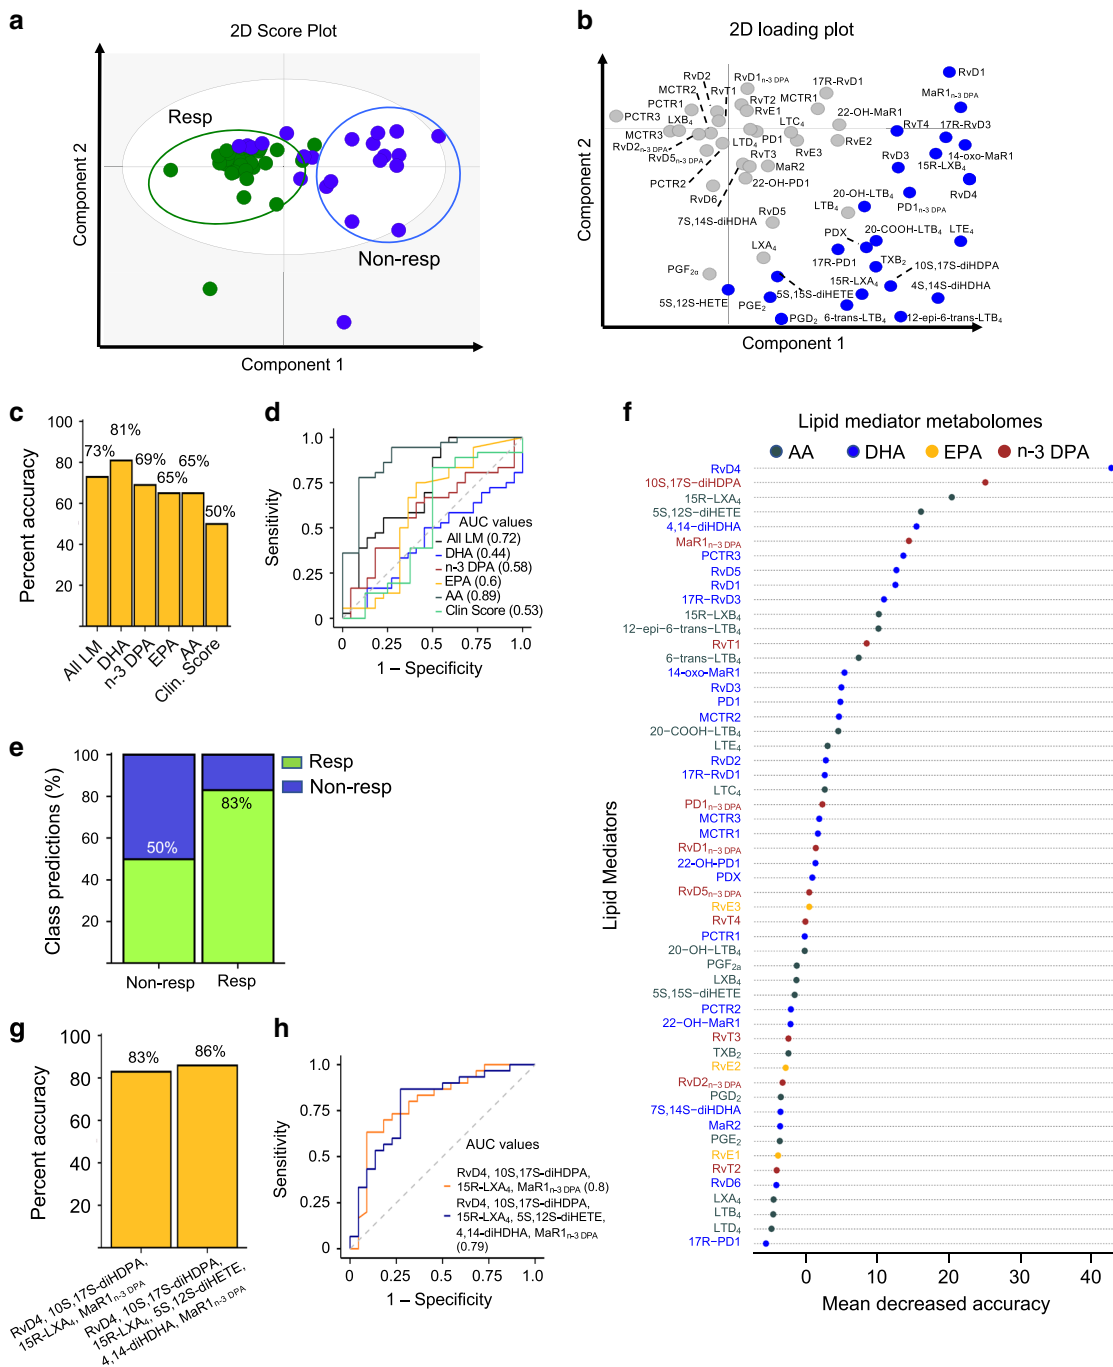 a
2D Score Plot
Resp
Non-resp
Component 2
Component 1
b
2D loading plot
RvD2
RvD1n-3 DPA
MCTR2
RvT1
17R-RvD1
RvD1
MaR1n-3 DPA
PCTR1
RvT2
MCTR1
PCTR3
LXB4
RvE1
22-OH-MaR1
LTC4
RvT4
17R-RvD3
MCTR3
LTD4
PD1
RvE2
RvD2n-3 DPA
RvE3
14-oxo-MaR1
RvD5n-3 DPA
RvT3
RvD3
15R-LXB4
MaR2
PCTR2
22-OH-PD1
RvD4
RvD6
20-OH-LTB4
PD1n-3 DPA
7S,14S-diHDHA
RvD5
LTB4
PDX
20-COOH-LTB4
LTE4
LXA4
17R-PD1
TXB2
10S,17S-diHDPA
PGF2α
15R-LXA4
4S,14S-diHDHA
5S,12S-HETE
PGE2
5S,15S-diHETE
PGD2
6-trans-LTB4
12-epi-6-trans-LTB4
Component 2
Component 1
c
Percent accuracy
100
80
60
40
20
73%
81%
69%
65%
65%
50%
All LM
DHA
n-3 DPA
EPA
AA
Clin. Score
d
Sensitivity
1.0
0.75
0.50
0.25
0
AUC values
All LM (0.72)
DHA (0.44)
n-3 DPA (0.58)
EPA (0.6)
AA (0.89)
Clin Score (0.53)
0
0.25
0.5
0.75
1.0
1 – Specificity
e
Class predictions (%)
100
80
60
40
20
50%
83%
Non-resp
Resp
Resp
Non-resp
f
Lipid mediator metabolomes
AA
DHA
EPA
n-3 DPA
Lipid Mediators
RvD4
10S,17S-diHDPA
15R-LXA4
5S,12S-diHETE
4,14-diHDHA
MaR1n-3 DPA
PCTR3
RvD5
RvD1
17R-RvD3
15R-LXB4
12-epi-6-trans-LTB4
RvT1
6-trans-LTB4
14-oxo-MaR1
RvD3
PD1
MCTR2
20-COOH-LTB4
LTE4
RvD2
17R-RvD1
LTC4
PD1n-3 DPA
MCTR3
MCTR1
RvD1n-3 DPA
22-OH-PD1
PDX
RvD5n-3 DPA
RvE3
RvT4
PCTR1
20-OH-LTB4
PGF2a
LXB4
5S,15S-diHETE
PCTR2
22-OH-MaR1
RvT3
TXB2
RvE2
RvD2n-3 DPA
PGD2
7S,14S-diHDHA
MaR2
PGE2
RvE1
RvT2
RvD6
LXA4
LTB4
LTD4
17R-PD1
0
10
20
30
40
Mean decreased accuracy
g
Percent accuracy
100
80
60
40
20
83%
86%
RvD4, 10S,17S-diHDPA,
15R-LXA4, MaR1n-3 DPA
RvD4, 10S,17S-diHDPA,
15R-LXA4, 5S,12S-diHETE,
4,14-diHDHA, MaR1n-3 DPA
h
Sensitivity
1.0
0.75
0.50
0.25
0
AUC values
RvD4, 10S,17S-diHDPA,
15R-LXA4, MaR1n-3 DPA (0.8)
RvD4, 10S,17S-diHDPA,
15R-LXA4, 5S,12S-diHETE,
4,14-diHDHA, MaR1n-3 DPA
(0.79)
0
0.25
0.5
0.75
1.0
1 – Specificity